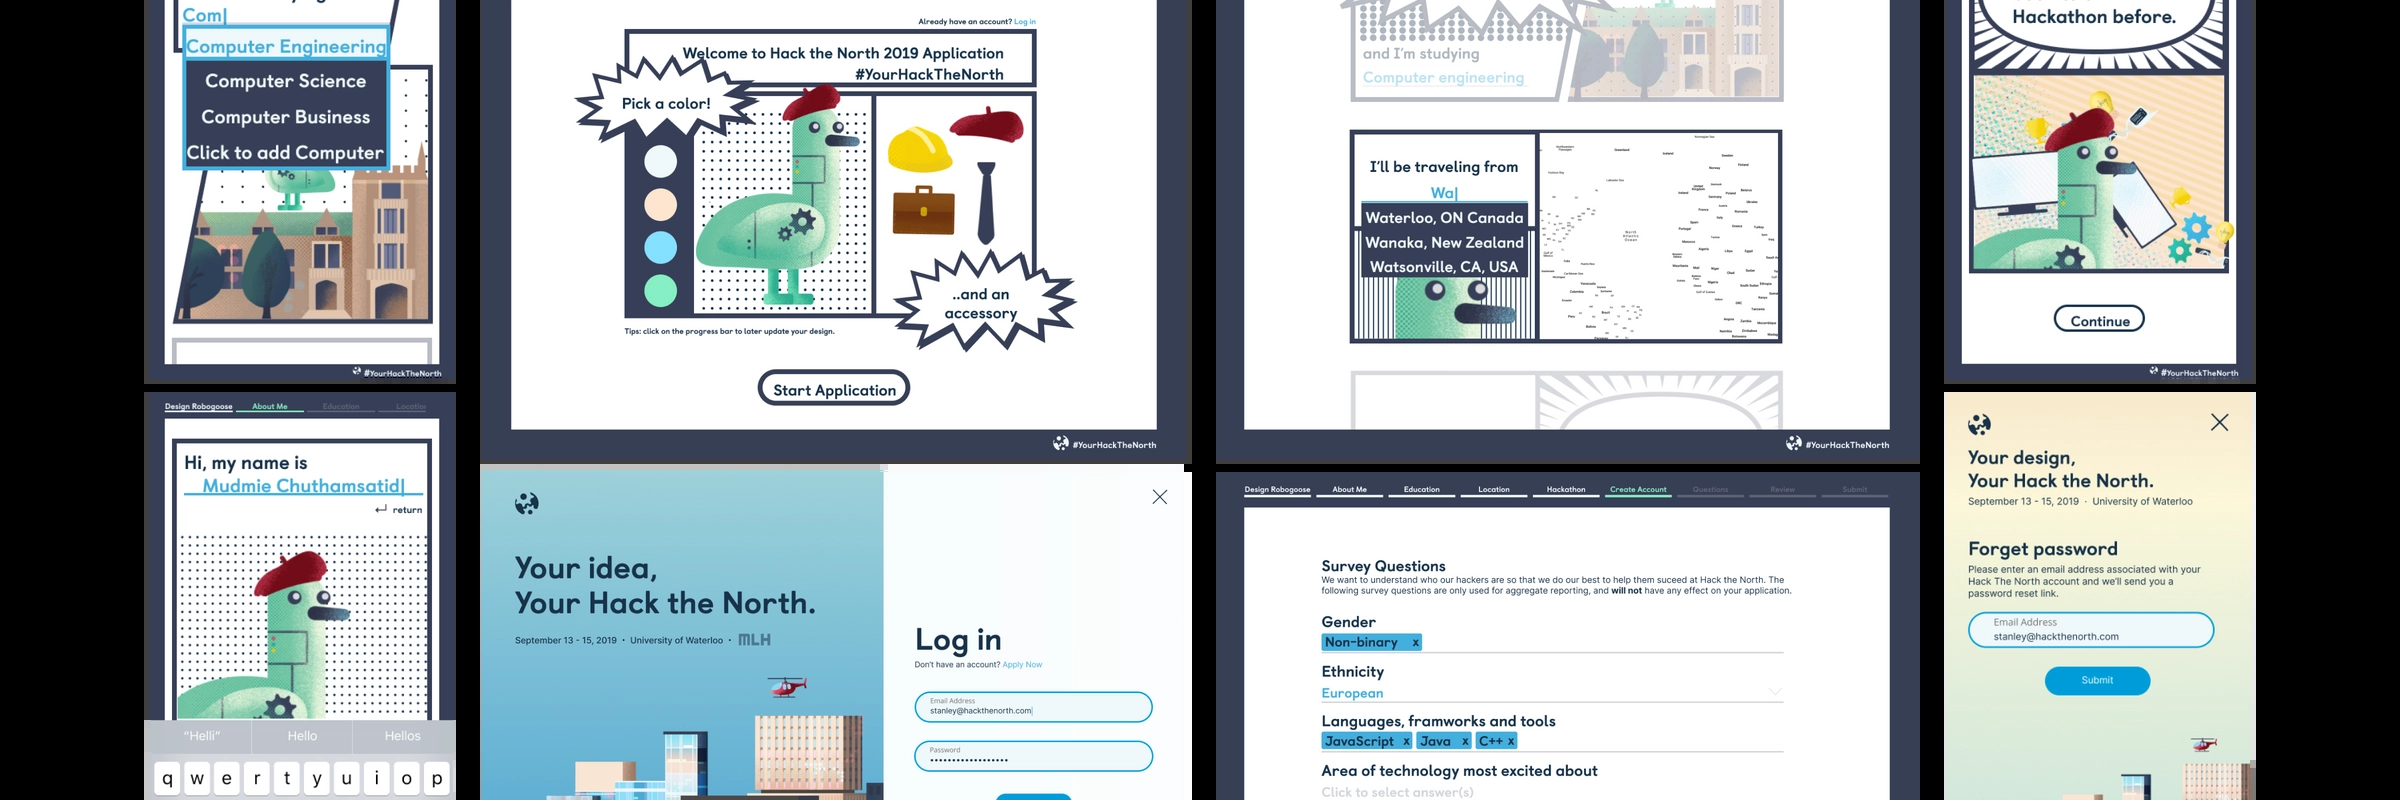 Com|
Computer Engineering
Computer Science
Computer Business
Click to add Computer
#YourHackTheNorth
Already have an account? Log in
Welcome to Hack the North 2019 Application
#YourHackTheNorth
Pick a color!
..and an
accessory
Tips: click on the progress bar to later update your design.
Start Application
#YourHackTheNorth
and I'm studying
Computer engineering
I'll be traveling from
Wa|
Waterloo, ON Canada
Wanaka, New Zealand
Watsonville, CA, USA
#YourHackTheNorth
Hackathon before.
Continue
#YourHackTheNorth
Design Robogoose About Me Education Locatio
Hi, my name is
Mudmie Chuthamsatid|
return
"Helli" Hello Hellos
q w e r t y u i o p
Your idea,
Your Hack the North.
September 13 - 15, 2019 · University of Waterloo · MLH
Log in
Don't have an account? Apply Now
Email Address
stanley@hackthenorth.com|
Password
Design Robogoose About Me Education Location Hackathon Create Account Questions Review Submit
Survey Questions
We want to understand who our hackers are so that we do our best to help them suceed at Hack the North. The
following survey questions are only used for aggregate reporting, and will not have any effect on your application.
Gender
Non-binary x
Ethnicity
European
Languages, framworks and tools
JavaScript x Java x C++ x
Area of technology most excited about
Click to select answer(s)
Your design,
Your Hack the North.
September 13 - 15, 2019 · University of Waterloo
Forget password
Please enter an email address associated with your
Hack The North account and we'll send you a
password reset link.
Email Address
stanley@hackthenorth.com
Submit